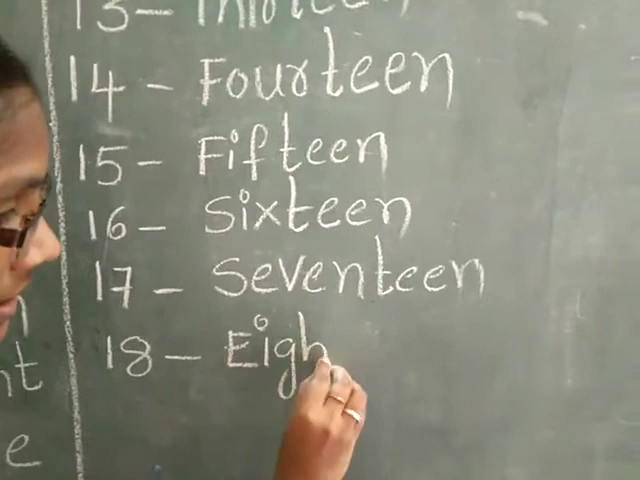 13 - Thirteen
14 - Fourteen
15 - Fifteen
16 - Sixteen
17 - Seventeen
18 - Eigh